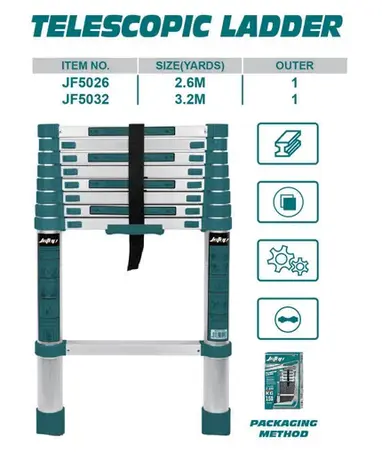 TELESCOPIC LADDER
ITEM NO. SIZE(YARDS) OUTER
JF5026 2.6M 1
JF5032 3.2M 1
PACKAGING
METHOD